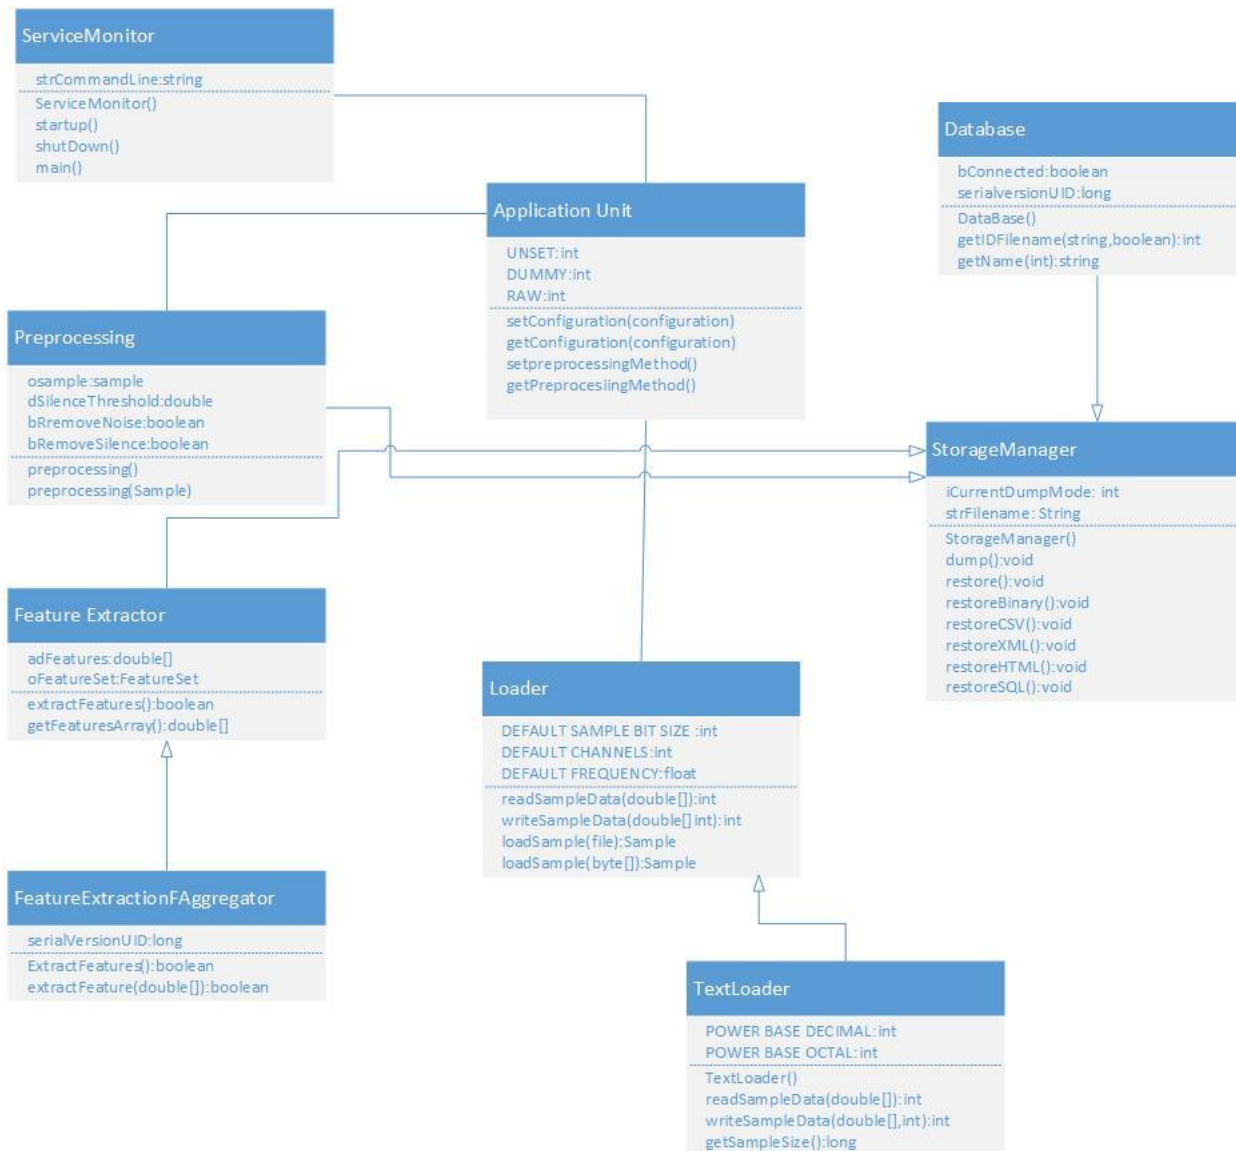 ServiceMonitor
strCommandLine:string
ServiceMonitor()
startup()
shutDown()
main()
Database
bConnected:boolean
serialversionUID:long
DataBase()
getIDFilename(string,boolean):int
getName(int):string
Application Unit
UNSET:int
DUMMY:int
RAW:int
setConfiguration(configuration)
getConfiguration(configuration)
setpreprocessingMethod()
getPreprocesiingMethod()
Preprocessing
osample:sample
dSilenceThreshold:double
bRremoveNoise:boolean
bRemoveSilence:boolean
preprocessing()
preprocessing(Sample)
StorageManager
iCurrentDumpMode: int
strFilename: String
StorageManager()
dump():void
restore():void
restoreBinary():void
restoreCSV():void
restoreXML():void
restoreHTML():void
restoreSQL():void
Feature Extractor
adFeatures:double[]
oFeatureSet:FeatureSet
extractFeatures():boolean
getFeaturesArray():double[]
Loader
DEFAULT SAMPLE BIT SIZE :int
DEFAULT CHANNELS:int
DEFAULT FREQUENCY:float
readSampleData(double[]):int
writeSampleData(double[]int):int
loadSample(file):Sample
loadSample(byte[]):Sample
FeatureExtractionFAggregator
serialVersionUID:long
ExtractFeatures():boolean
extractFeature(double[]):boolean
TextLoader
POWER BASE DECIMAL:int
POWER BASE OCTAL:int
TextLoader()
readSampleData(double[]):int
writeSampleData(double[],int):int
getSampleSize():long